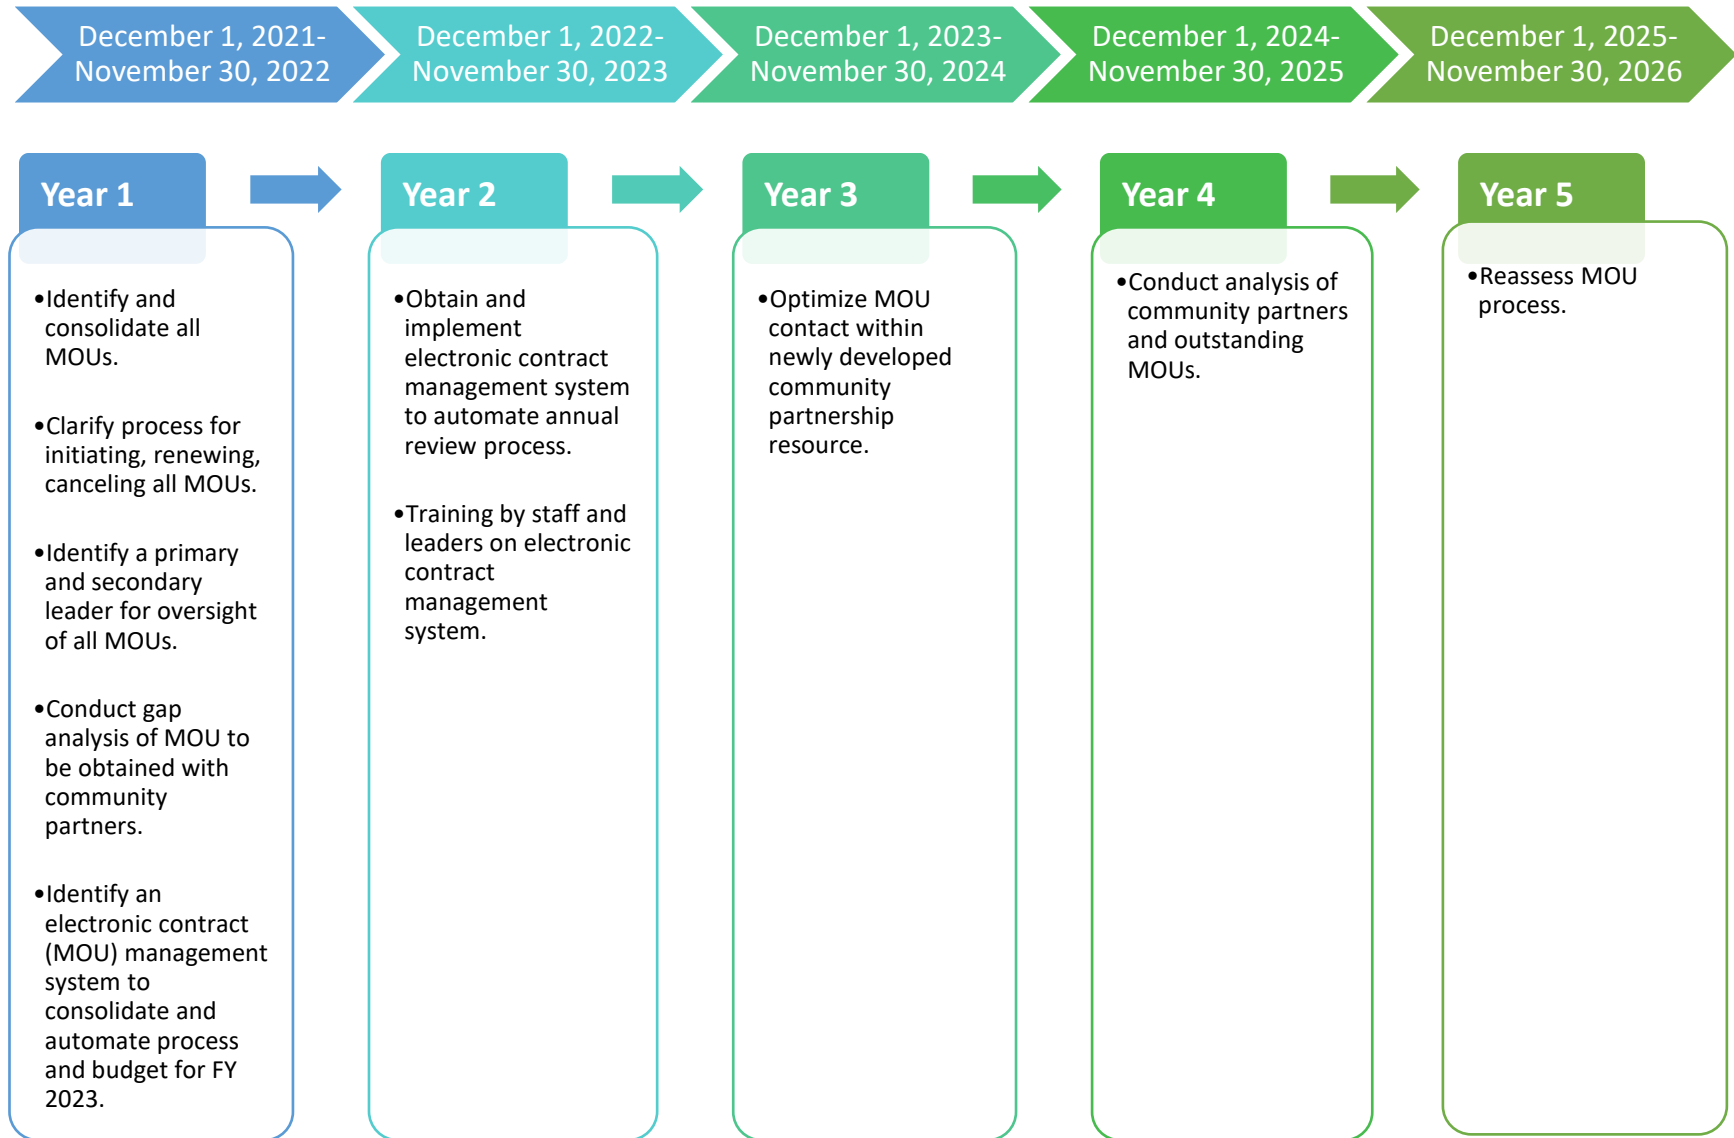 December 1, 2021-
November 30, 2022
December 1, 2022-
November 30, 2023
December 1, 2023-
November 30, 2024
December 1, 2024-
November 30, 2025
December 1, 2025-
November 30, 2026
Year 1
•Identify and
consolidate all
MOUs.
•Clarify process for
initiating, renewing,
canceling all MOUs.
•Identify a primary
and secondary
leader for oversight
of all MOUs.
•Conduct gap
analysis of MOU to
be obtained with
community
partners.
•Identify an
electronic contract
(MOU) management
system to
consolidate and
automate process
and budget for FY
2023.
Year 2
•Obtain and
implement
electronic contract
management system
to automate annual
review process.
•Training by staff and
leaders on electronic
contract
management
system.
Year 3
•Optimize MOU
contact within
newly developed
community
partnership
resource.
Year 4
•Conduct analysis of
community partners
and outstanding
MOUs.
Year 5
•Reassess MOU
process.